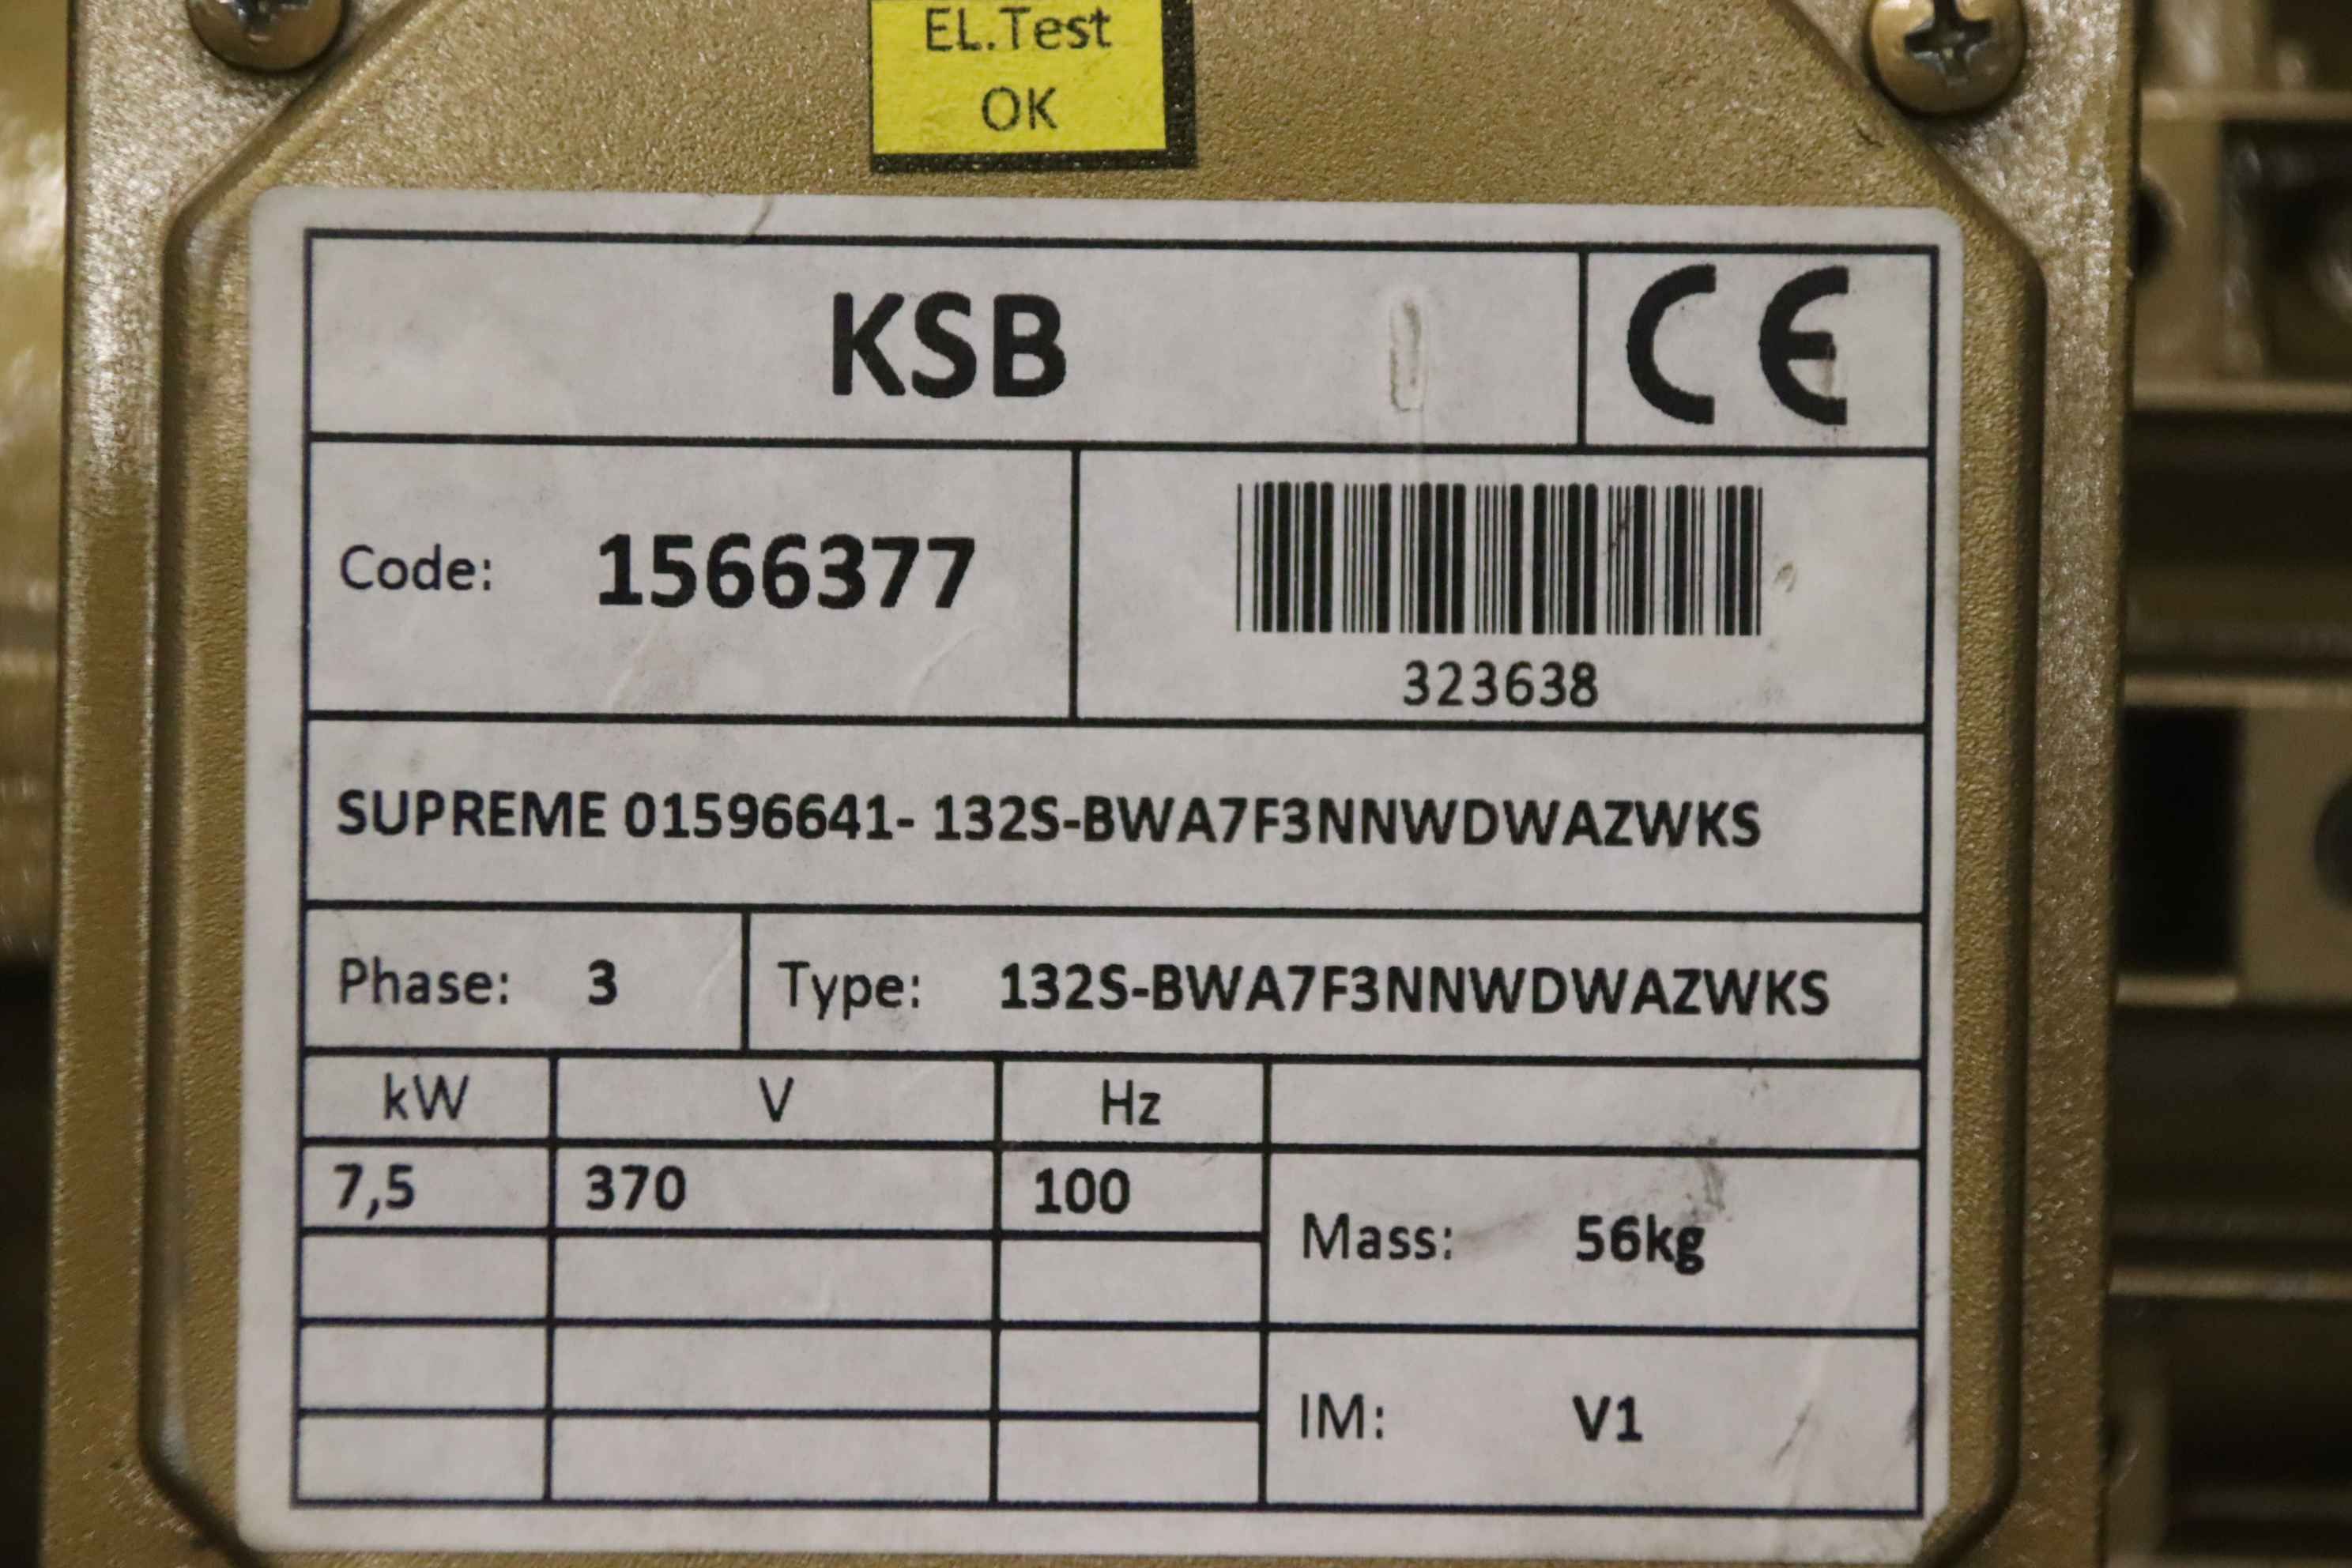 EL.Test
OK
KSB CE
Code: 1566377
323638
SUPREME 01596641- 132S-BWA7F3NNWDWAZWKS
Phase: 3 Type: 132S-BWA7F3NNWDWAZWKS
kW V Hz
7,5 370 100
Mass: 56kg
IM: V1